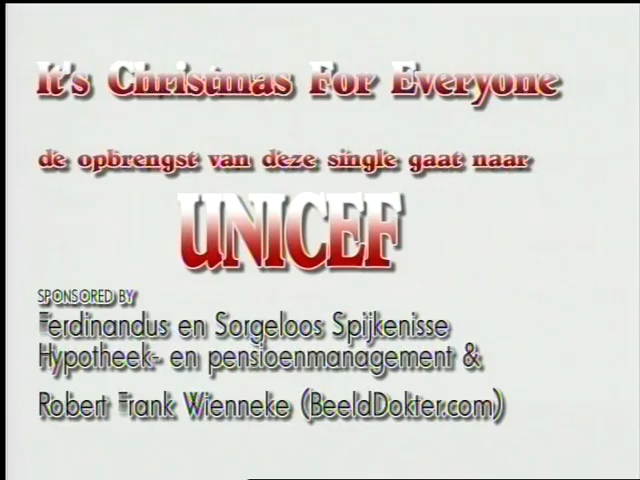 It's Christmas For Everyone
de opbrengst van deze single gaat naar
UNICEF
SPONSORED BY
Ferdinandus en Sorgeloos Spijkenisse
Hypotheek- en pensioenmanagement &
Robert Frank Wienneke (BeeldDokter.com)